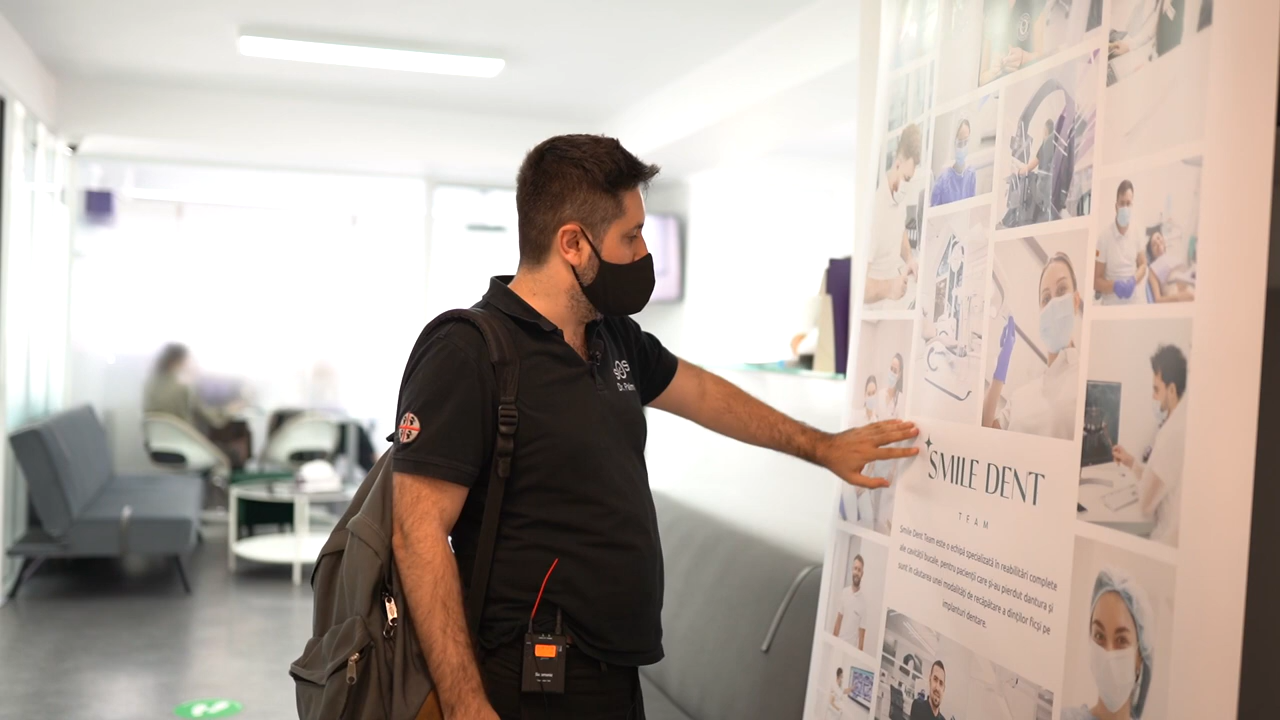 SMILE DENT
TEAM
Smile Dent Team este o echipă specializată în reabilitări complete
ale cavității bucale, pentru pacienții care și-au pierdut dantura și
sunt în căutarea unei modalități de recăpătare a dinților ficși pe
implanturi dentare.
SOS